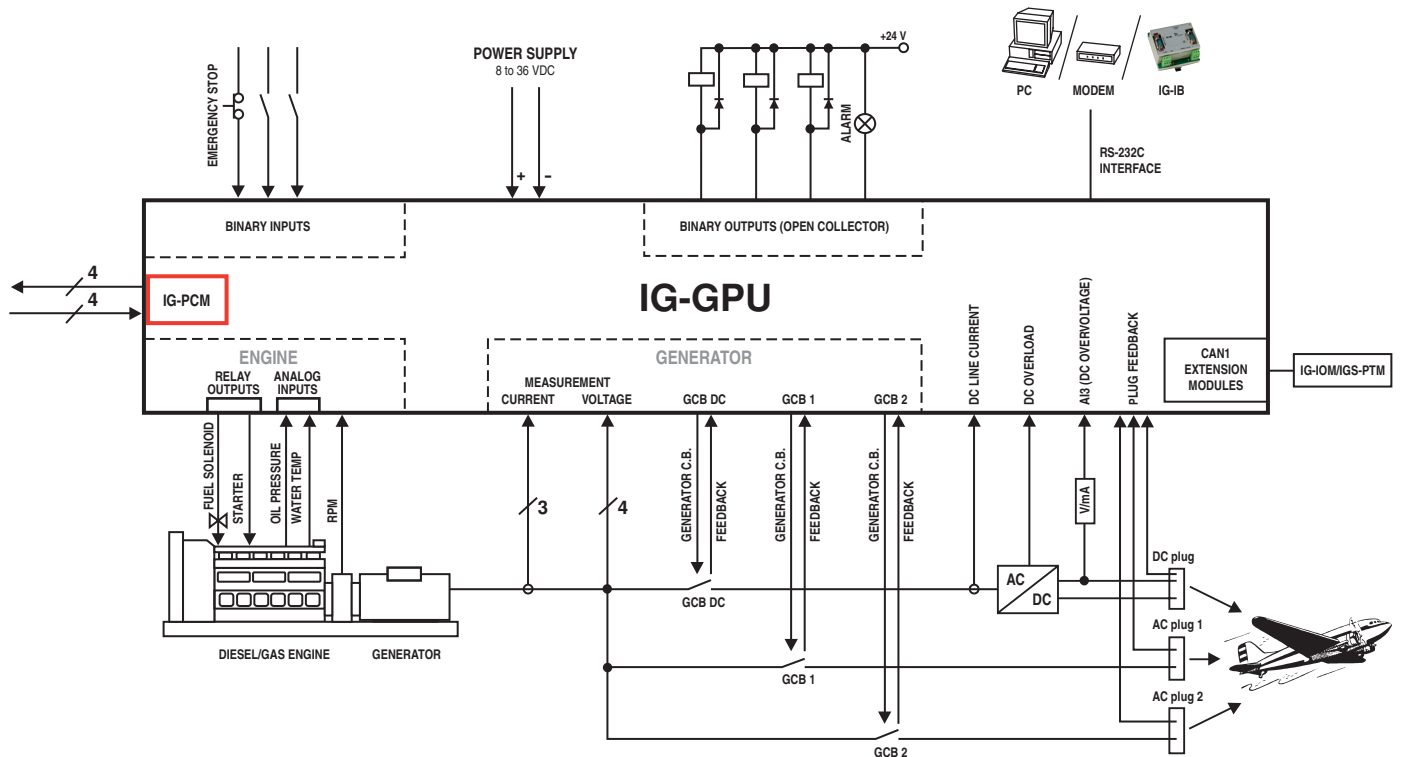 EMERGENCY STOP
POWER SUPPLY
8 to 36 VDC
+
-
+24 V
ALARM
PC
MODEM
IG-IB
RS-232C
INTERFACE
BINARY INPUTS
BINARY OUTPUTS (OPEN COLLECTOR)
4
4
IG-PCM
IG-GPU
ENGINE
RELAY
OUTPUTS
ANALOG
INPUTS
GENERATOR
MEASUREMENT
CURRENT
VOLTAGE
GCB DC
GCB 1
GCB 2
DC LINE CURRENT
DC OVERLOAD
AI3 (DC OVERVOLTAGE)
PLUG FEEDBACK
CAN1
EXTENSION
MODULES
IG-IOM/IGS-PTM
FUEL SOLENOID
STARTER
OIL PRESSURE
WATER TEMP
RPM
3
4
GENERATOR C.B.
FEEDBACK
GENERATOR C.B.
FEEDBACK
GENERATOR C.B.
FEEDBACK
V/mA
GCB DC
AC
DC
DC plug
GCB 1
AC plug 1
GCB 2
AC plug 2
DIESEL/GAS ENGINE
GENERATOR